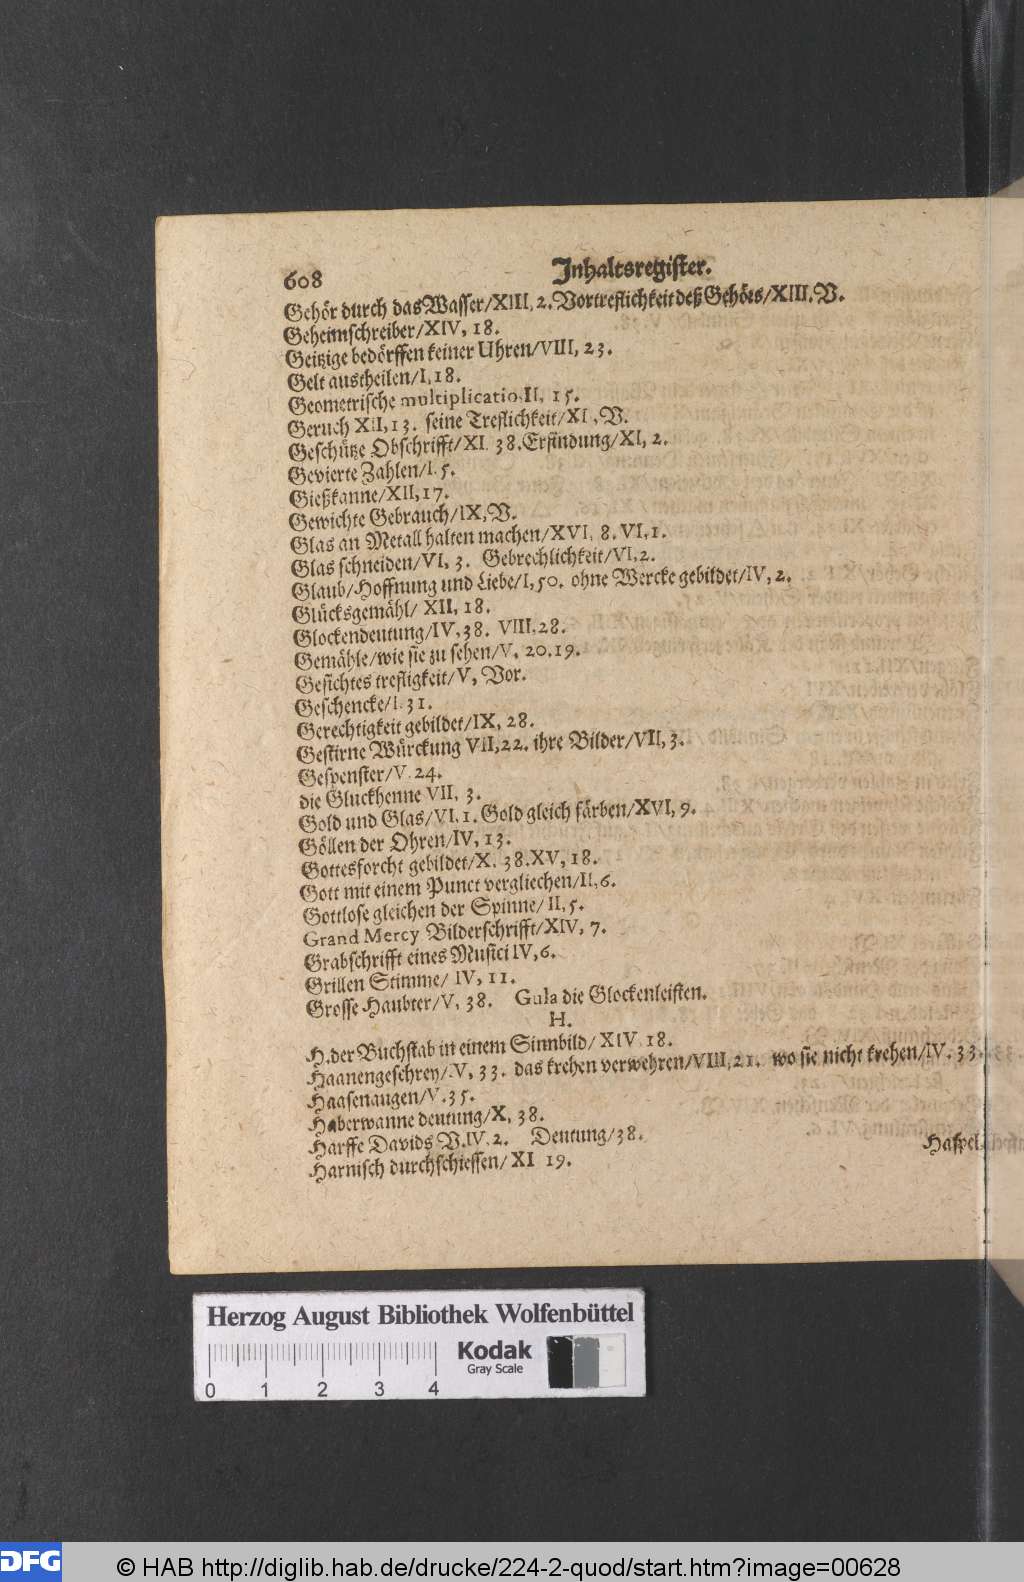 608
Inhaltsregister.
Gehör durch das Wasser/XIII, 2. Vortreflichkeit deß Gehöes/XIII. V.
Geheimschreiber/XIV, 18.
Geitzige bedörffen keiner Uhren/VIII, 23.
Gelt austheilen/I, 18.
Geometrische multiplicatio, II, 15.
Geruch XII, 13. seine Treflichkeit/XI, V.
Geschütze Obschrifft/XI. 38. Erfindung/XI, 2.
Gevierte Zahlen/I. 5.
Gießkanne/XII, 17.
Gewichte Gebrauch/IX, V.
Glas an Metall halten machen/XVI, 8. VI, 1.
Glas schneiden/VI, 3. Gebrechlichkeit/VI, 2.
Glaub/Hoffnung und Liebe/I, 50. ohne Wercke gebildet/IV, 2.
Glücksgemähl/ XII, 18.
Glockendeutung/IV, 38. VIII, 28.
Gemähle/wie sie zu sehen/V, 20. 19.
Gesichtes trefligkeit/V, Vor.
Geschencke/I. 31.
Gerechtigkeit gebildet/IX, 28.
Gestirne Würckung VII, 22. ihre Bilder/VII, 3.
Gespenster/V. 24.
die Gluckhenne VII, 3.
Gold und Glas/VI, 1. Gold gleich färben/XVI, 9.
Göllen der Ohren/IV, 13.
Gottesforcht gebildet/X. 38. XV, 18.
Gott mit einem Punct vergliechen/II, 6.
Gottlose gleichen der Spinne/ II, 5.
Grand Mercy Bilderschrifft/XIV, 7.
Grabschrifft eines Musici IV, 6.
Grillen Stimme/ IV, 11.
Grosse Haubter/V, 38. Gula die Glockenleisten.
H.
H. der Buchstab in einem Sinnbild/ XIV 18.
Haanengeschrey/IV, 33. das krehen verwehren/VIII, 21. wo sie nicht krehen/IV. 33.
Haasenaugen/V. 35.
Haberwanne deutung/X, 38.
Harffe Davids V. IV. 2. Deutung/38.
Harnisch durchschiessen/ XI 19.
Haspel
Herzog August Bibliothek Wolfenbüttel
Kodak
Gray Scale
0 1 2 3 4
DFG
© HAB http://diglib.hab.de/drucke/224-2-quod/start.htm?image=00628